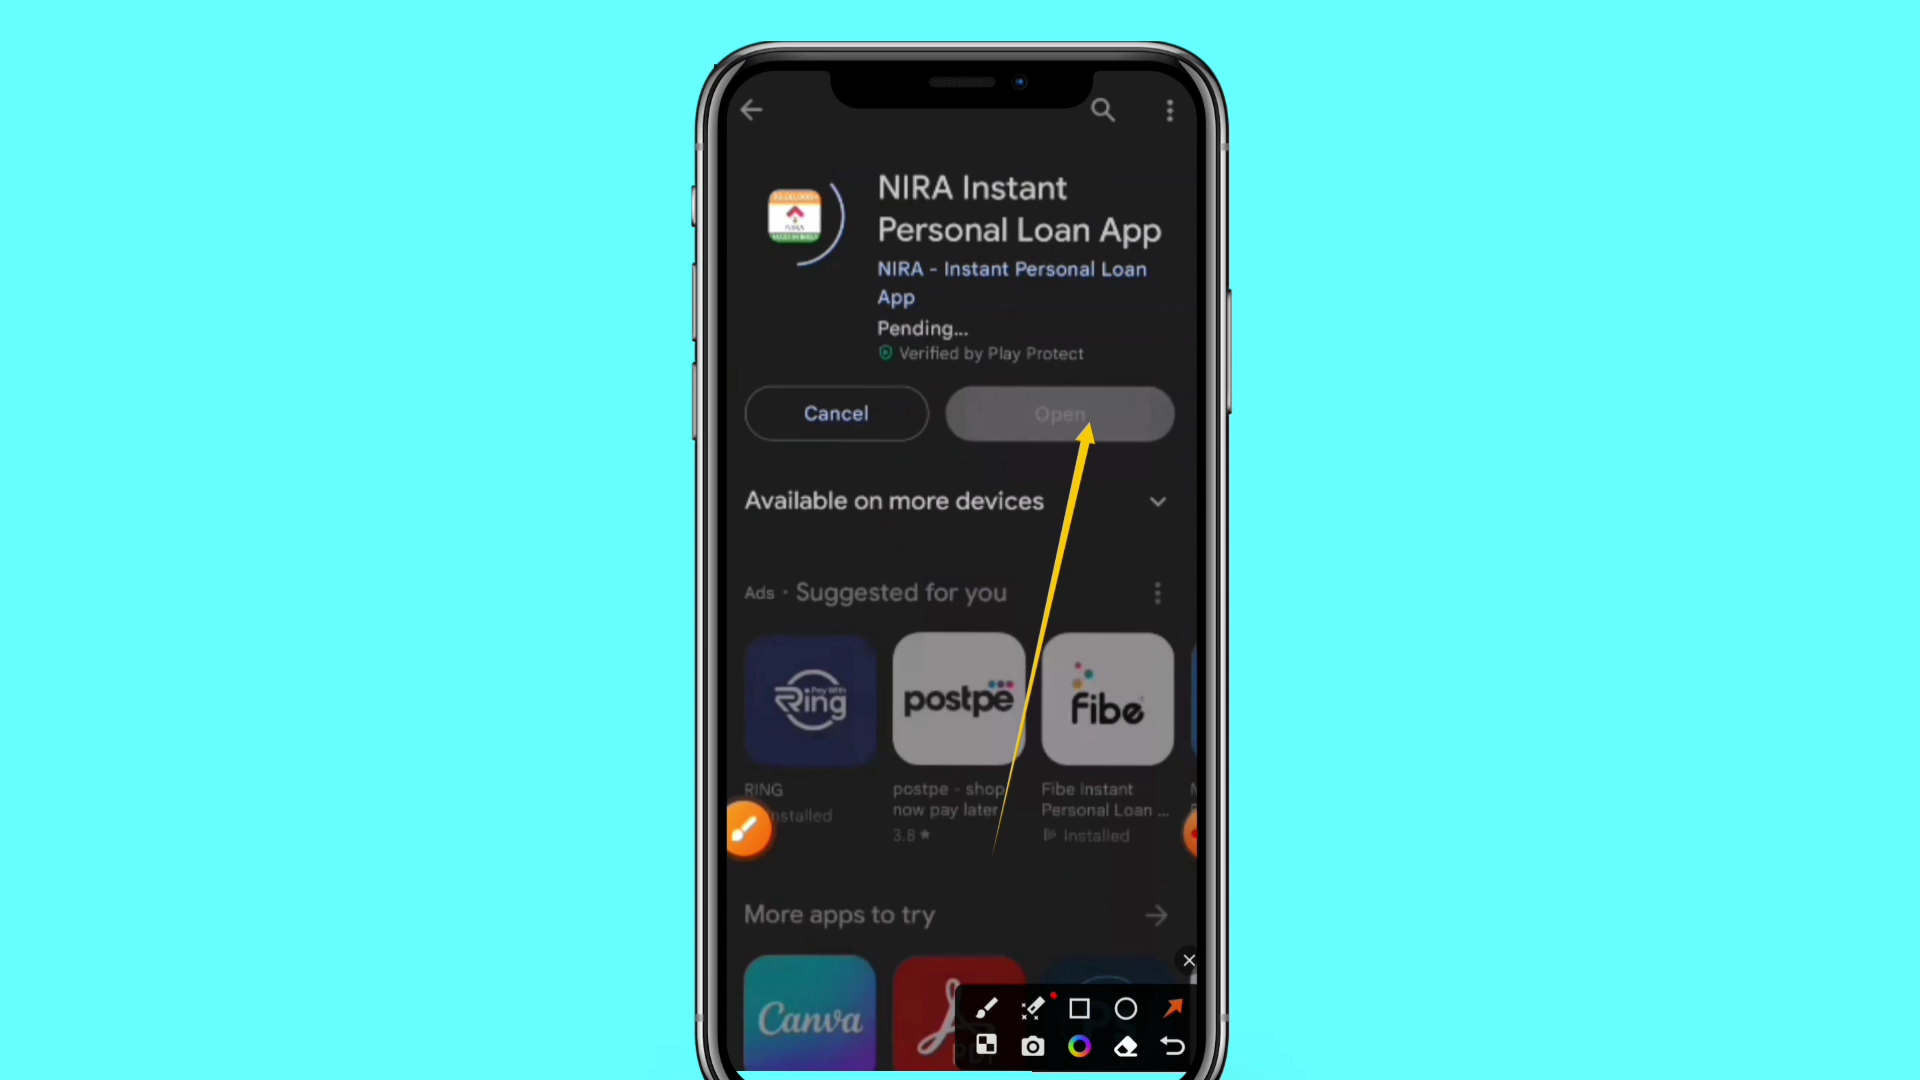 NIRA Instant
Personal Loan App
NIRA - Instant Personal Loan
App
Pending...
Verified by Play Protect
Cancel
Open
Available on more devices
Ads · Suggested for you
Pay With
Ring
postpe
fibe
RING
nstalled
postpe - shop
now pay later
3.8 ★
Fibe Instant
Personal Loan ...
Installed
More apps to try
Canva